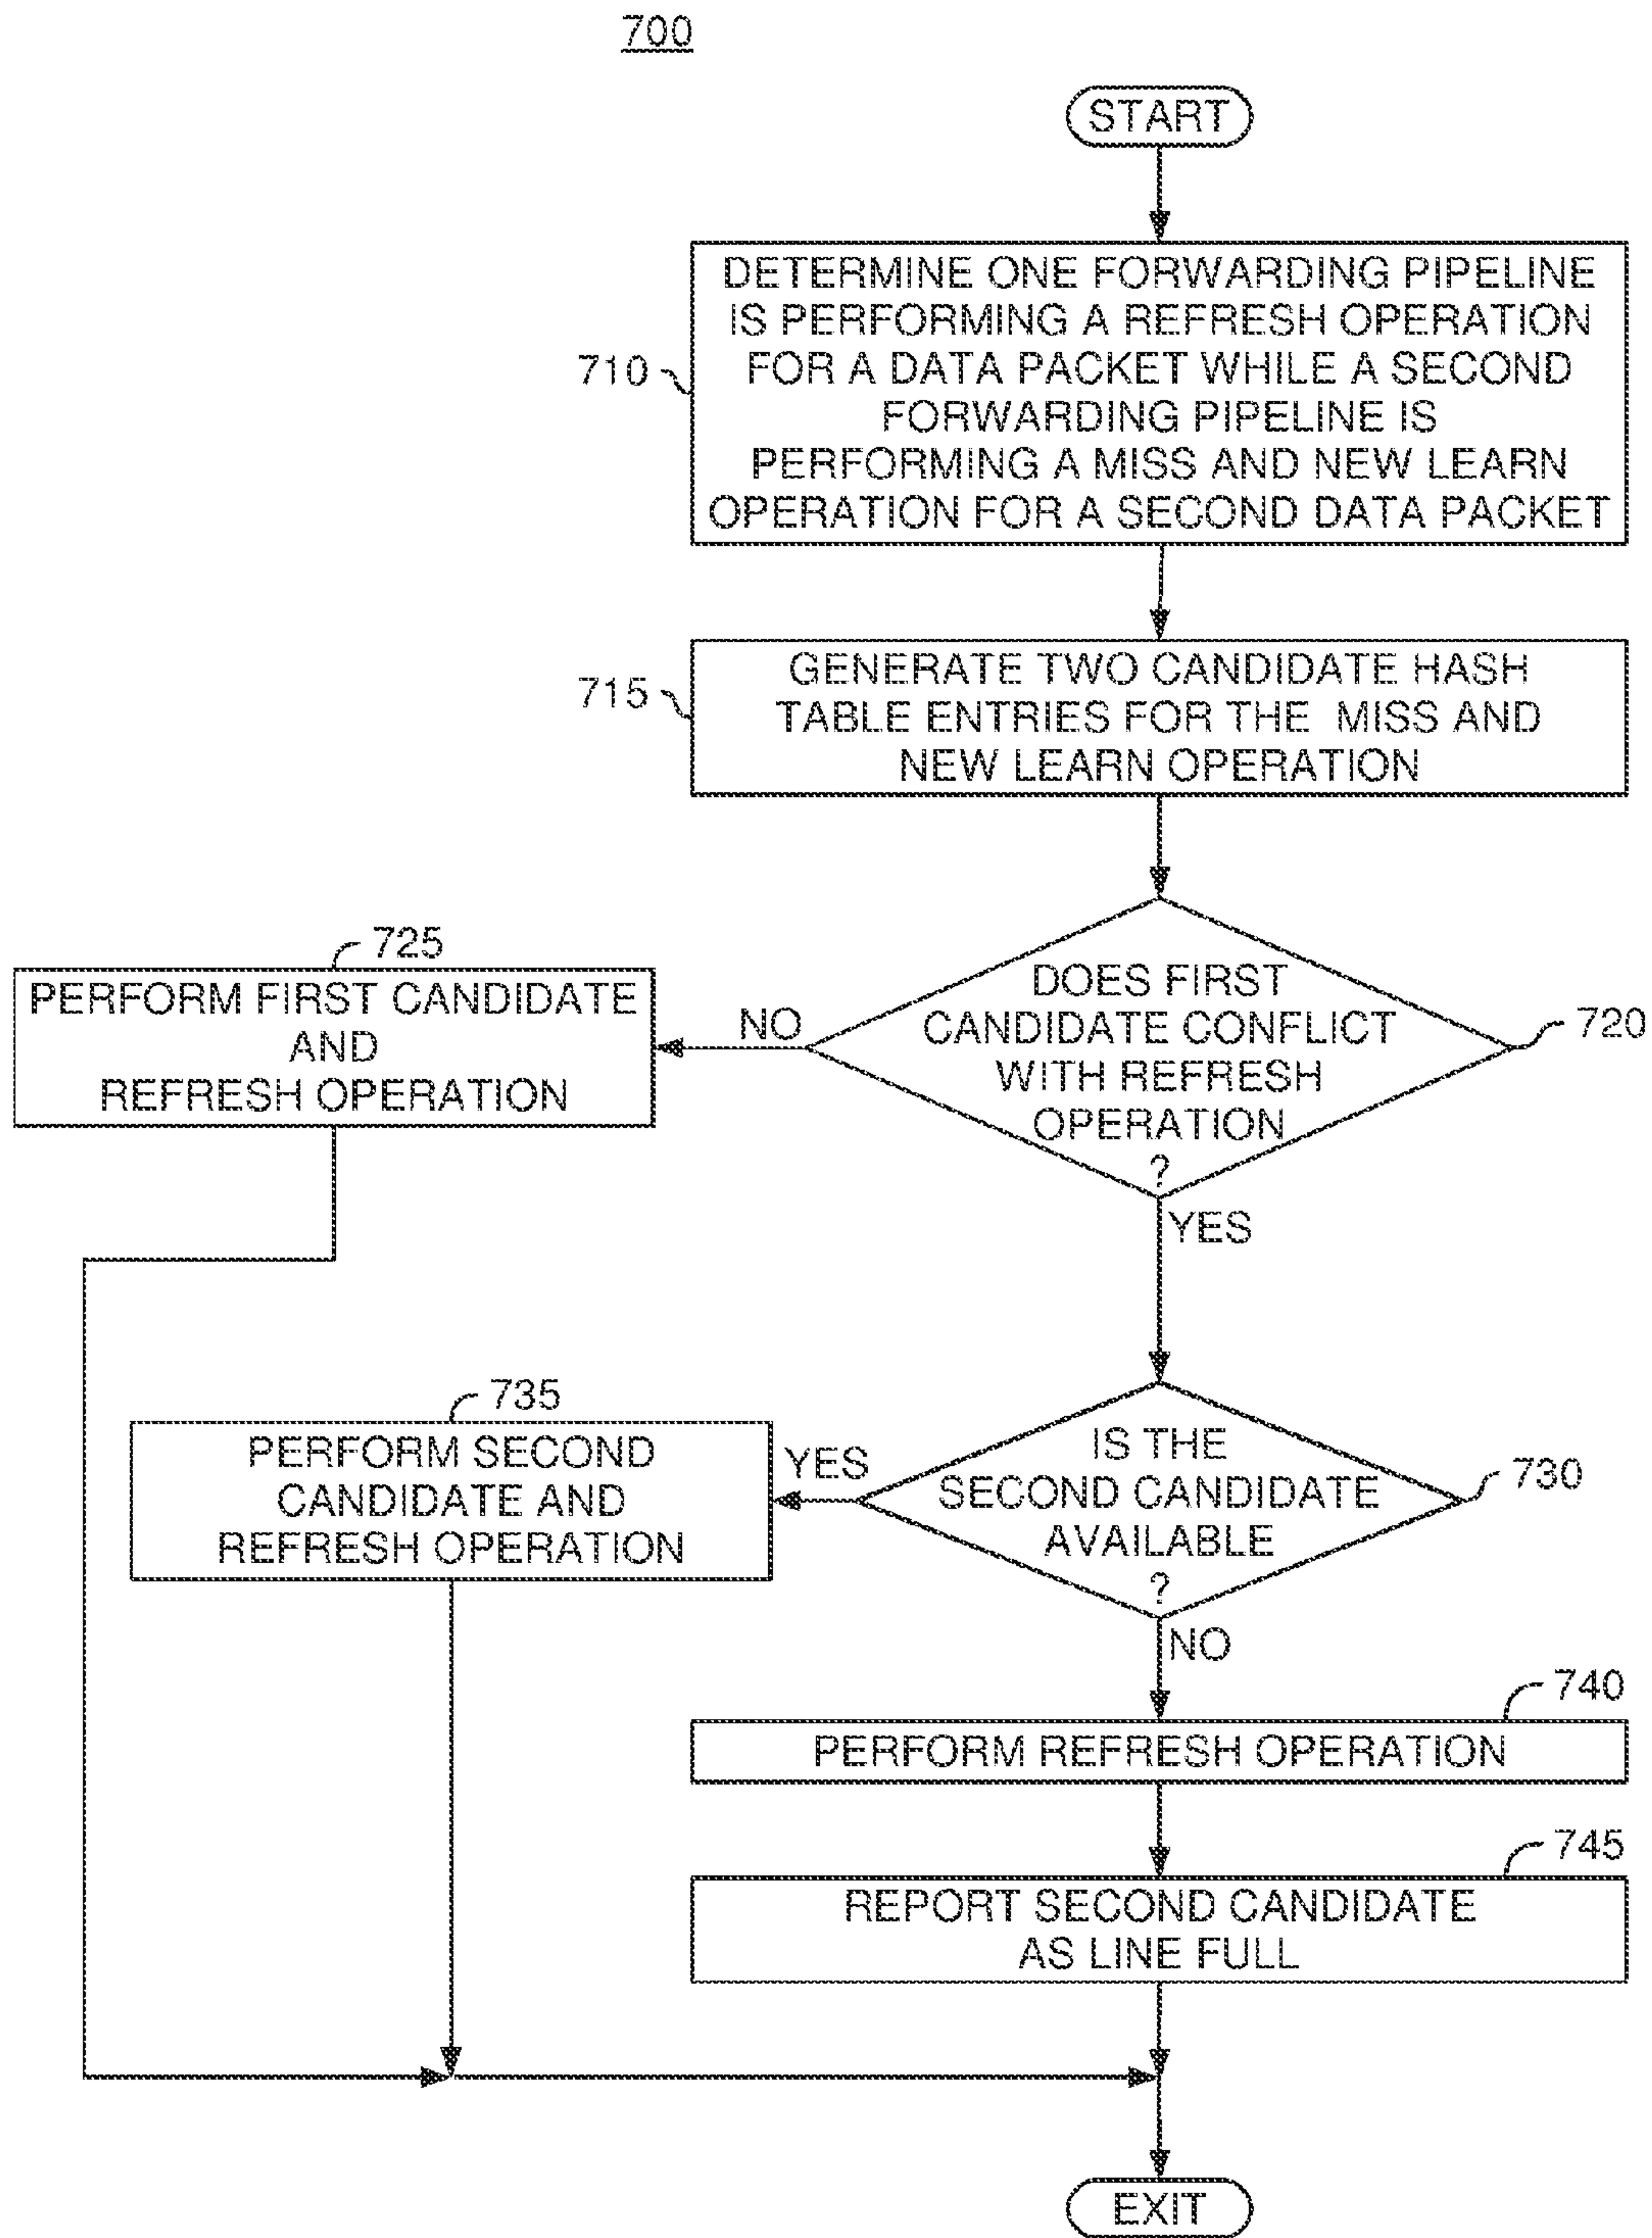 700
START
DETERMINE ONE FORWARDING PIPELINE
IS PERFORMING A REFRESH OPERATION
FOR A DATA PACKET WHILE A SECOND
FORWARDING PIPELINE IS
PERFORMING A MISS AND NEW LEARN
OPERATION FOR A SECOND DATA PACKET
710
GENERATE TWO CANDIDATE HASH
TABLE ENTRIES FOR THE MISS AND
NEW LEARN OPERATION
715
DOES FIRST
CANDIDATE CONFLICT
WITH REFRESH
OPERATION
?
720
NO
725
PERFORM FIRST CANDIDATE
AND
REFRESH OPERATION
YES
IS THE
SECOND CANDIDATE
AVAILABLE
?
730
YES
735
PERFORM SECOND
CANDIDATE AND
REFRESH OPERATION
NO
740
PERFORM REFRESH OPERATION
745
REPORT SECOND CANDIDATE
AS LINE FULL
EXIT